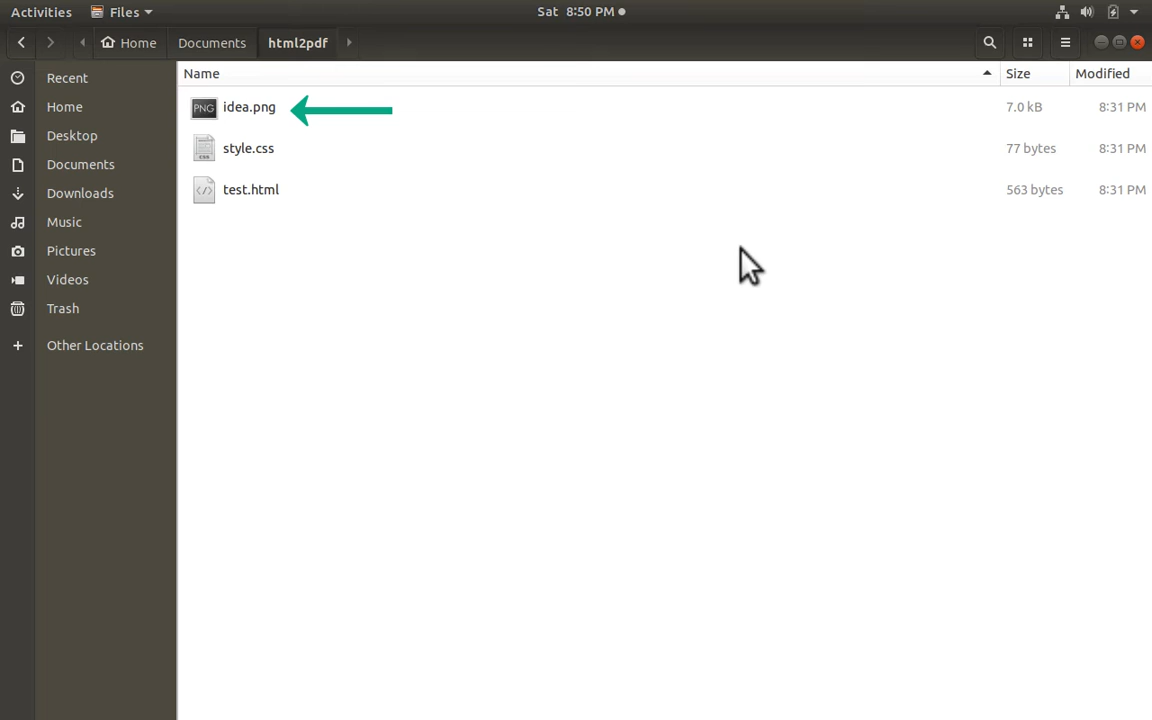 Activities Files Sat 8:50 PM
Home Documents html2pdf
Name Size Modified
Recent
Home
Desktop
Documents
Downloads
Music
Pictures
Videos
Trash
Other Locations
PNG idea.png 7.0 kB 8:31 PM
CSS style.css 77 bytes 8:31 PM
</> test.html 563 bytes 8:31 PM